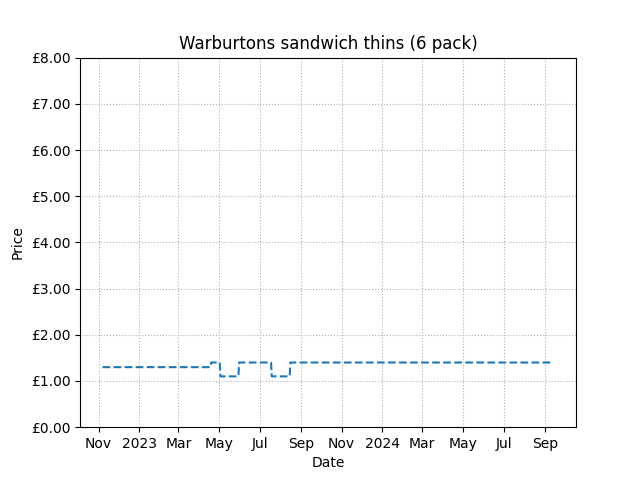 Warburtons sandwich thins (6 pack)
£8.00
£7.00
£6.00
£5.00
£4.00
£3.00
£2.00
£1.00
£0.00
Price
Nov 2023 Mar May Jul Sep Nov 2024 Mar May Jul Sep
Date